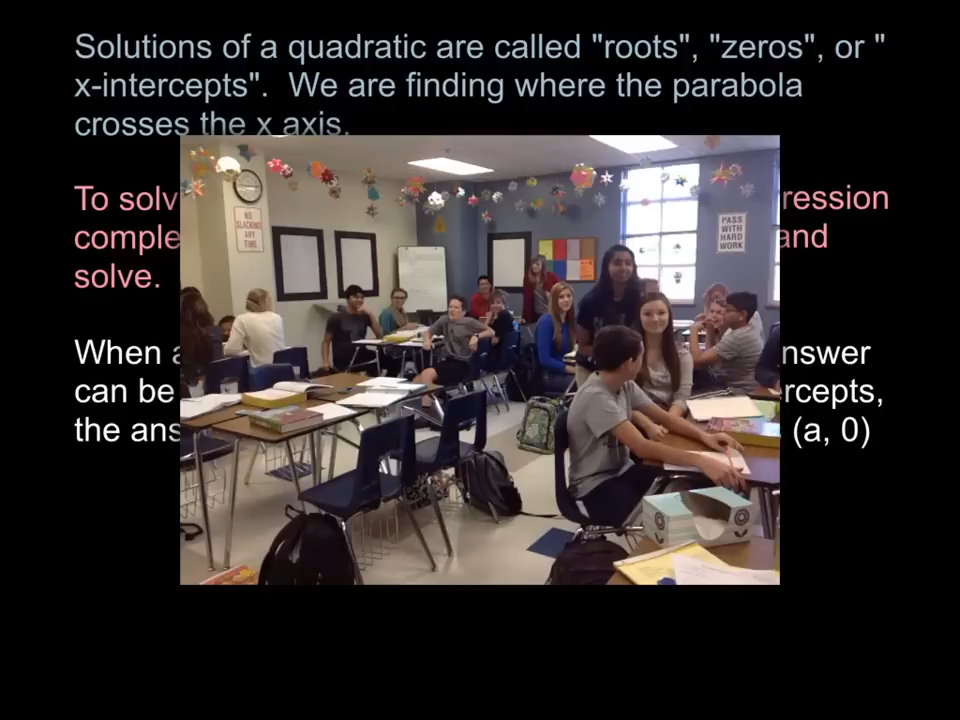 Solutions of a quadratic are called "roots", "zeros", or "
x-intercepts".  We are finding where the parabola
crosses the x axis.
To solv ression
comple and
solve.
When a nswer
can be rcepts,
the ans (a, 0)
NO
SLACKING
ANY
TIME
PASS
WITH
HARD
WORK